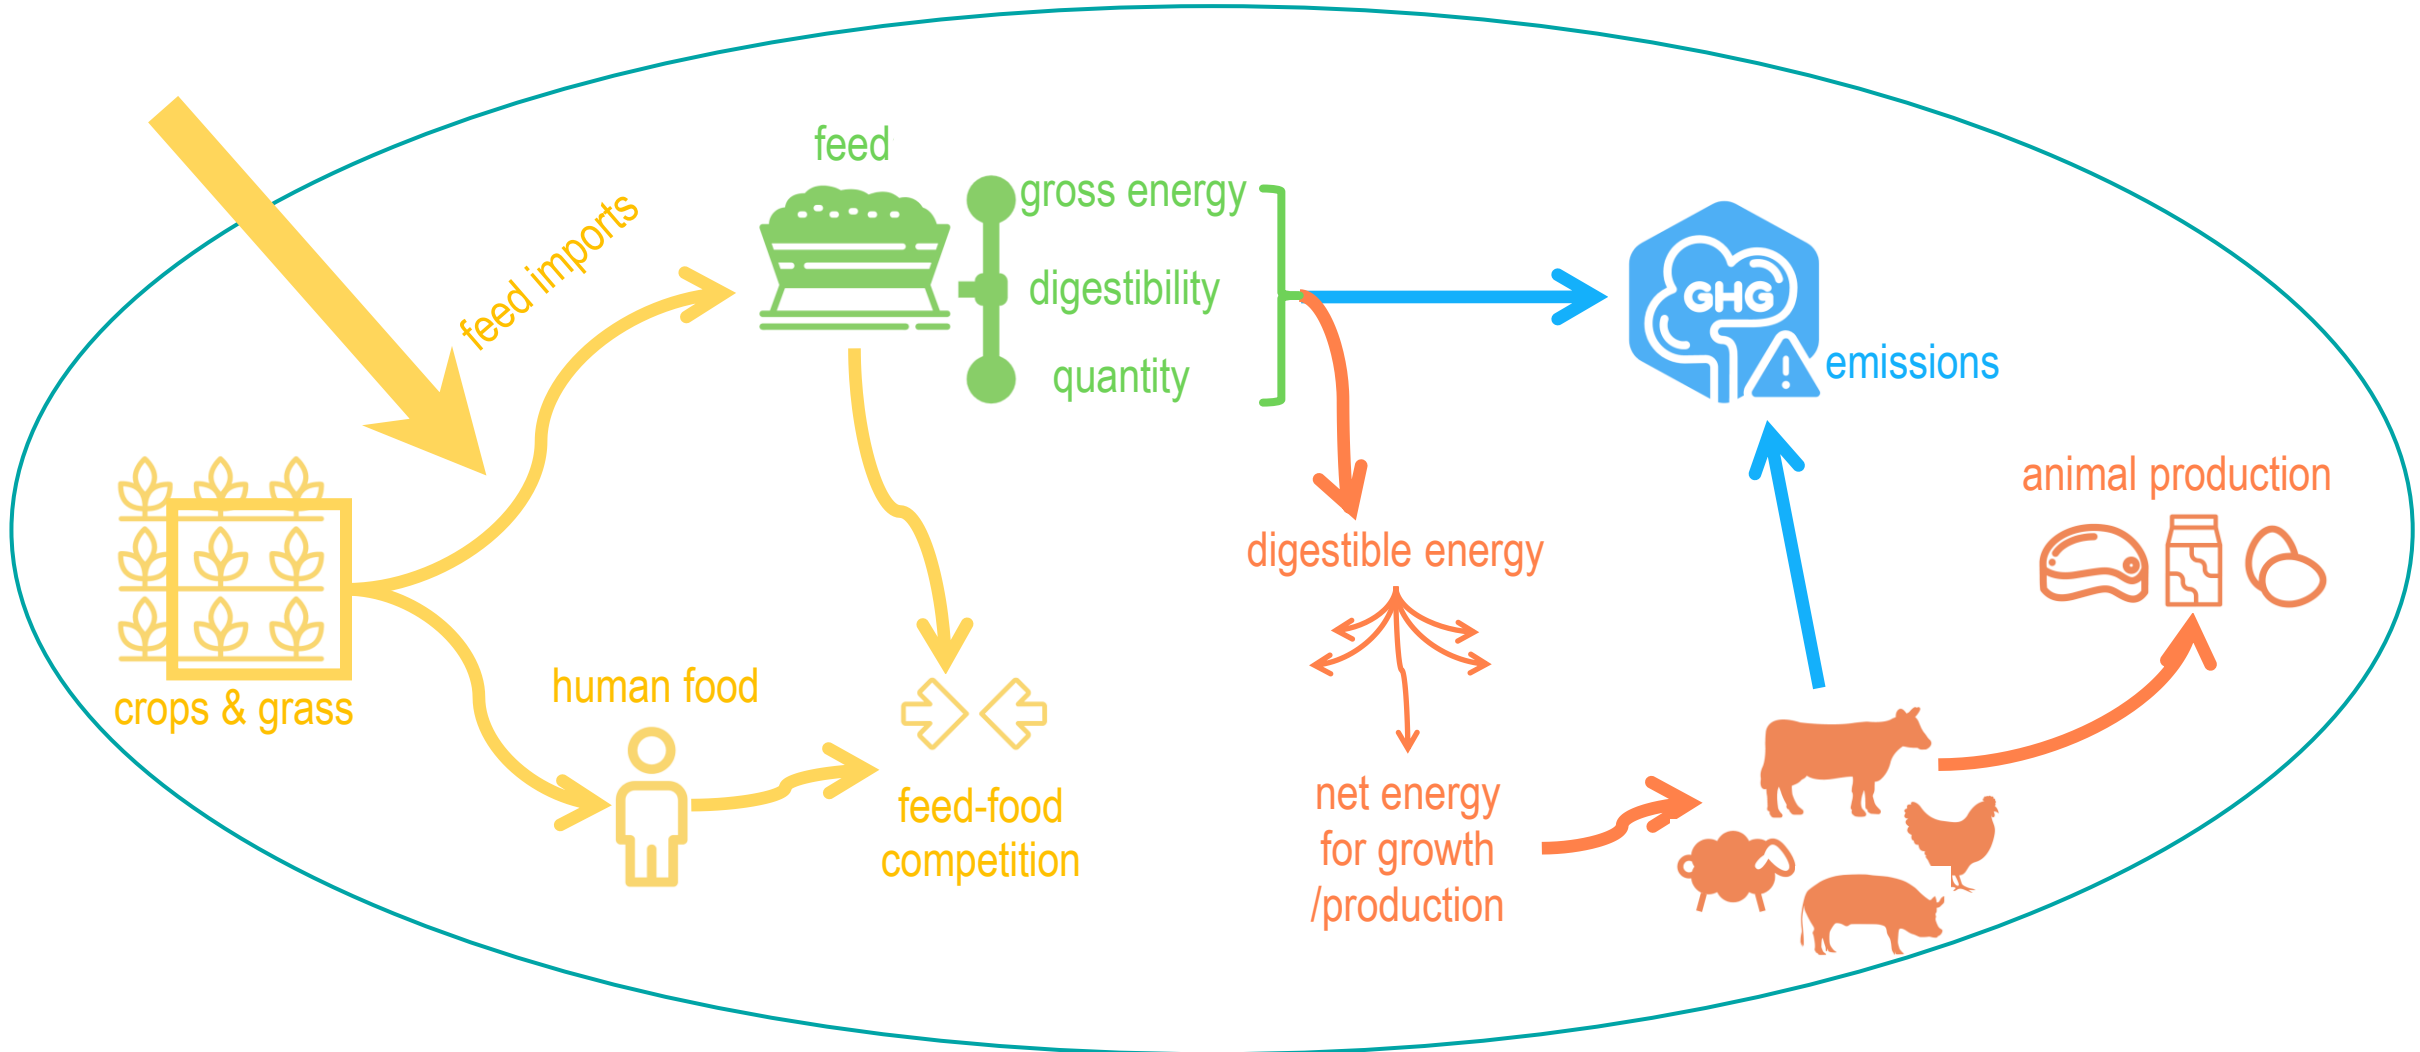 feed
gross energy
feed imports
digestibility
GHG
quantity
emissions
animal production
digestible energy
human food
crops & grass
feed-food
competition
net energy
for growth
/production